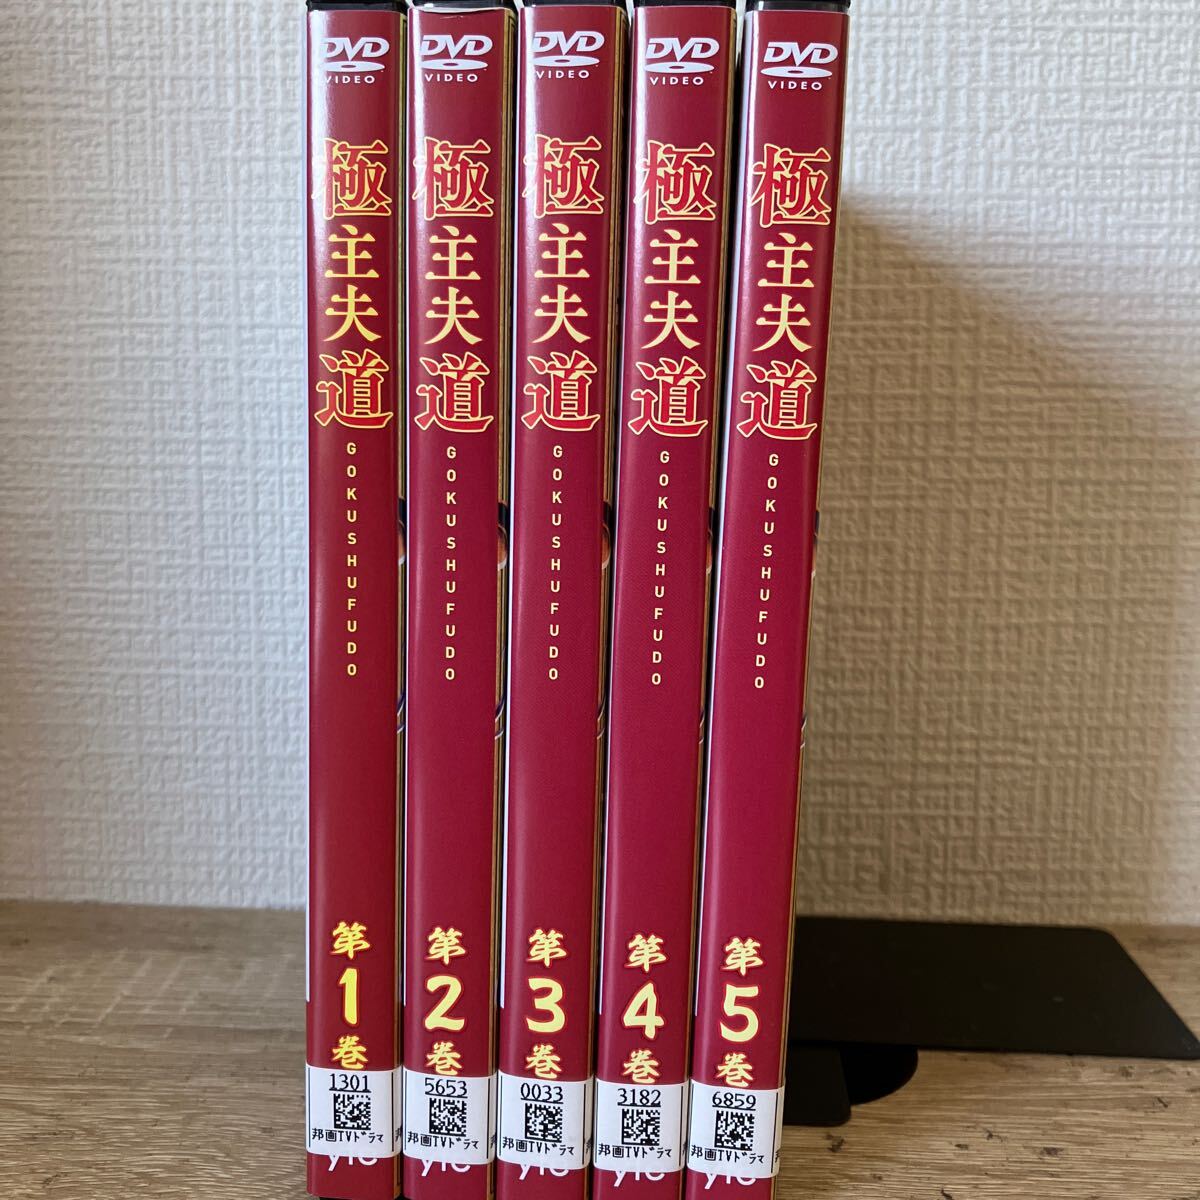 DVD
VIDEO
極主夫道
GOKUSHUFUDO
第1巻
1301
邦画TVドラマ
DVD
VIDEO
極主夫道
GOKUSHUFUDO
第2巻
5653
邦画TVドラマ
DVD
VIDEO
極主夫道
GOKUSHUFUDO
第3巻
0033
邦画TVドラマ
DVD
VIDEO
極主夫道
GOKUSHUFUDO
第4巻
3182
邦画TVドラマ
DVD
VIDEO
極主夫道
GOKUSHUFUDO
第5巻
6859
邦画TVドラマ